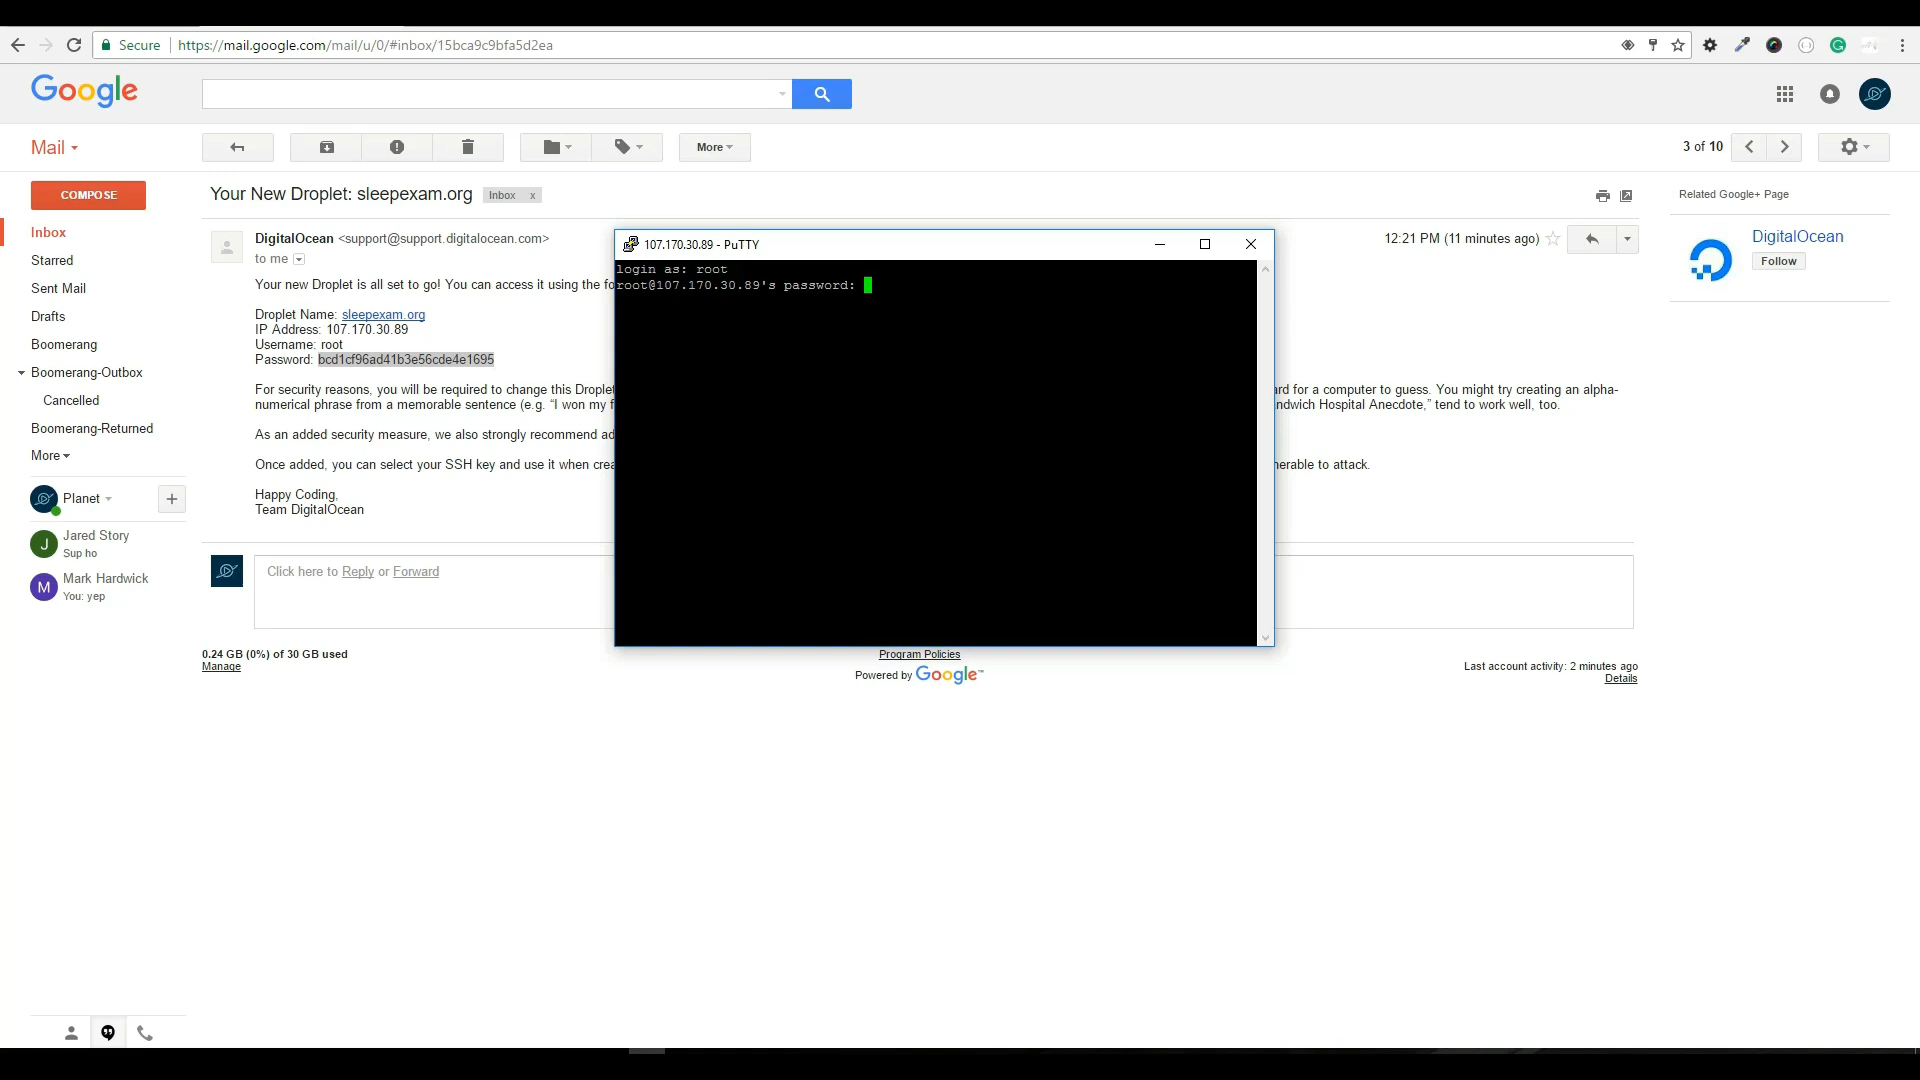 Secure
https://mail.google.com/mail/u/0/#inbox/15bca9c9bfa5d2ea
Google
Mail
More
3 of 10
COMPOSE
Your New Droplet: sleepexam.org
Inbox x
Related Google+ Page
Inbox
Starred
Sent Mail
Drafts
Boomerang
Boomerang-Outbox
Cancelled
Boomerang-Returned
More
DigitalOcean <support@support.digitalocean.com>
12:21 PM (11 minutes ago)
to me
DigitalOcean
Follow
Your new Droplet is all set to go! You can access it using the fo
Droplet Name: sleepexam.org
IP Address: 107.170.30.89
Username: root
Password: bcd1cf96ad41b3e56cde4e1695
For security reasons, you will be required to change this Droplet
rd for a computer to guess. You might try creating an alpha-
numerical phrase from a memorable sentence (e.g. “I won my f
ndwich Hospital Anecdote,” tend to work well, too.
As an added security measure, we also strongly recommend ad
Once added, you can select your SSH key and use it when crea
nerable to attack.
Happy Coding,
Team DigitalOcean
107.170.30.89 - PuTTY
login as: root
root@107.170.30.89's password:
Click here to Reply or Forward
Planet
J
Jared Story
Sup ho
M
Mark Hardwick
You: yep
0.24 GB (0%) of 30 GB used
Manage
Program Policies
Powered by Google™
Last account activity: 2 minutes ago
Details